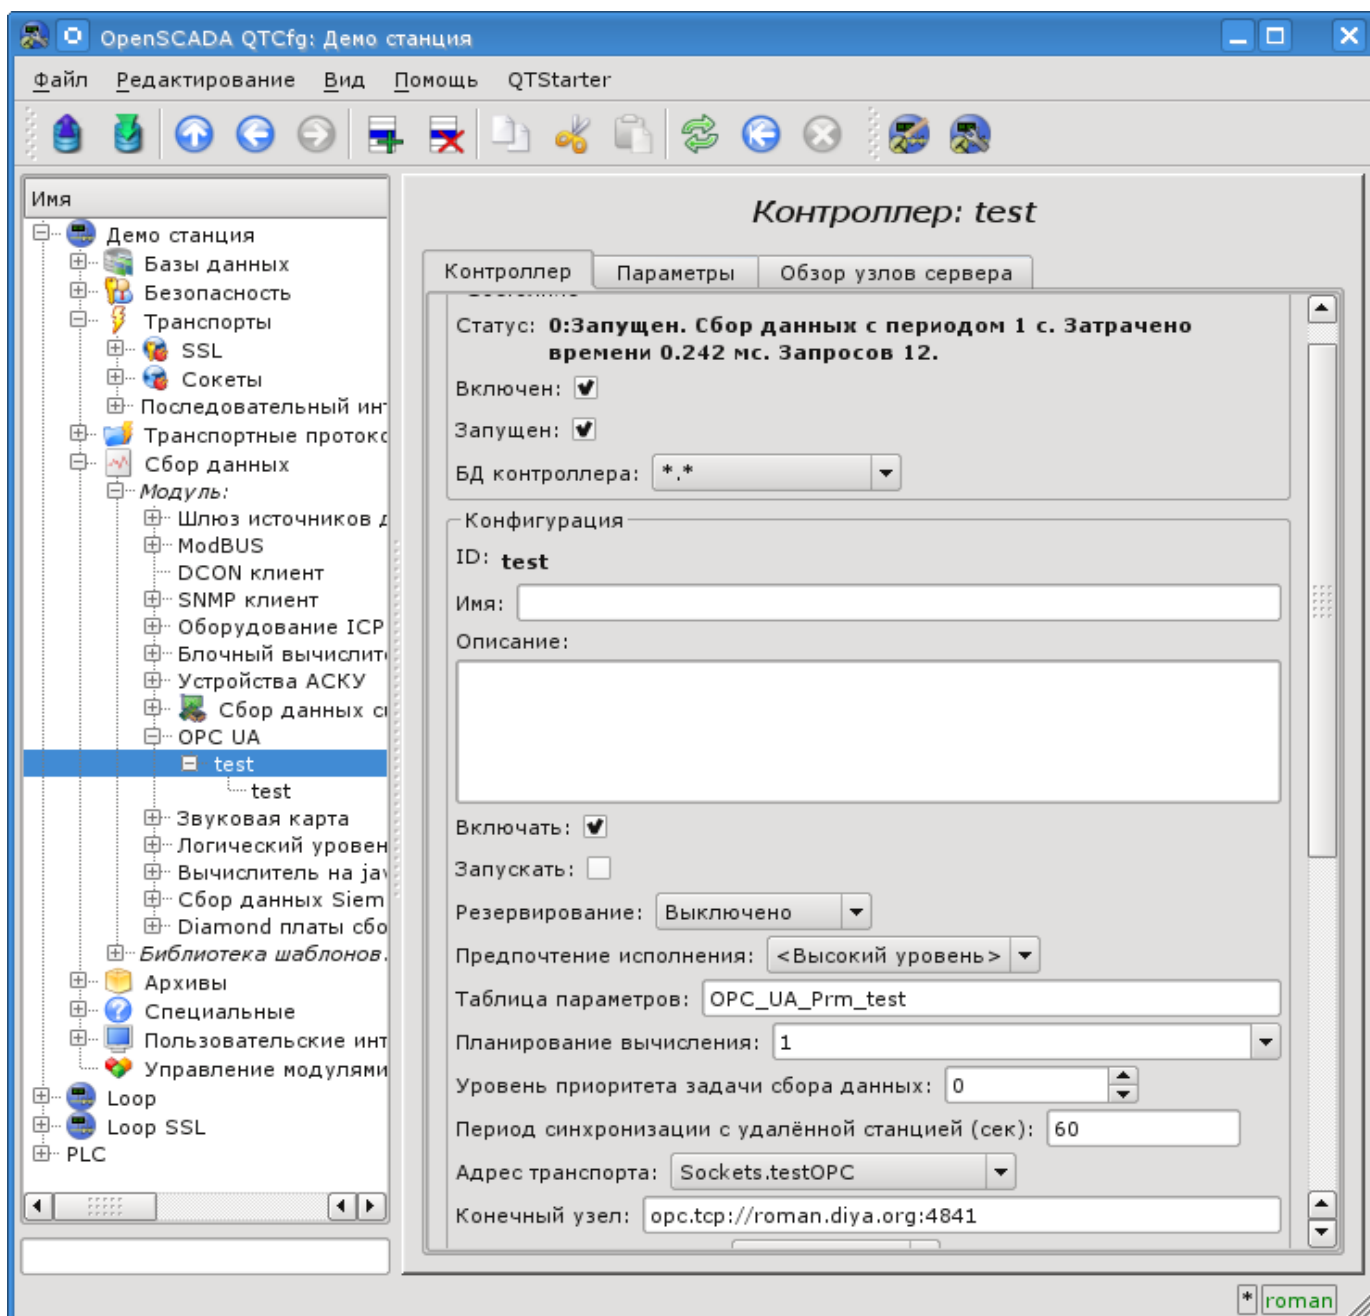 OpenSCADA QTCfg: Демо станция
Файл Редактирование Вид Помощь QTStarter
Имя
Демо станция
Базы данных
Безопасность
Транспорты
SSL
Сокеты
Последовательный инт
Транспортные протоко
Сбор данных
Модуль:
Шлюз источников д
ModBUS
DCON клиент
SNMP клиент
Оборудование ICP
Блочный вычислит
Устройства АСКУ
Сбор данных си
OPC UA
test
test
Звуковая карта
Логический уровен
Вычислитель на jav
Сбор данных Siem
Diamond платы сбо
Библиотека шаблонов.
Архивы
Специальные
Пользовательские инт
Управление модулями
Loop
Loop SSL
PLC
Контроллер: test
Контроллер Параметры Обзор узлов сервера
Статус: 0:Запущен. Сбор данных с периодом 1 с. Затрачено
времени 0.242 мс. Запросов 12.
Включен:
Запущен:
БД контроллера: *.*
Конфигурация
ID: test
Имя:
Описание:
Включать:
Запускать:
Резервирование: Выключено
Предпочтение исполнения: <Высокий уровень>
Таблица параметров: OPC_UA_Prm_test
Планирование вычисления: 1
Уровень приоритета задачи сбора данных: 0
Период синхронизации с удалённой станцией (сек): 60
Адрес транспорта: Sockets.testOPC
Конечный узел: opc.tcp://roman.diya.org:4841
* roman